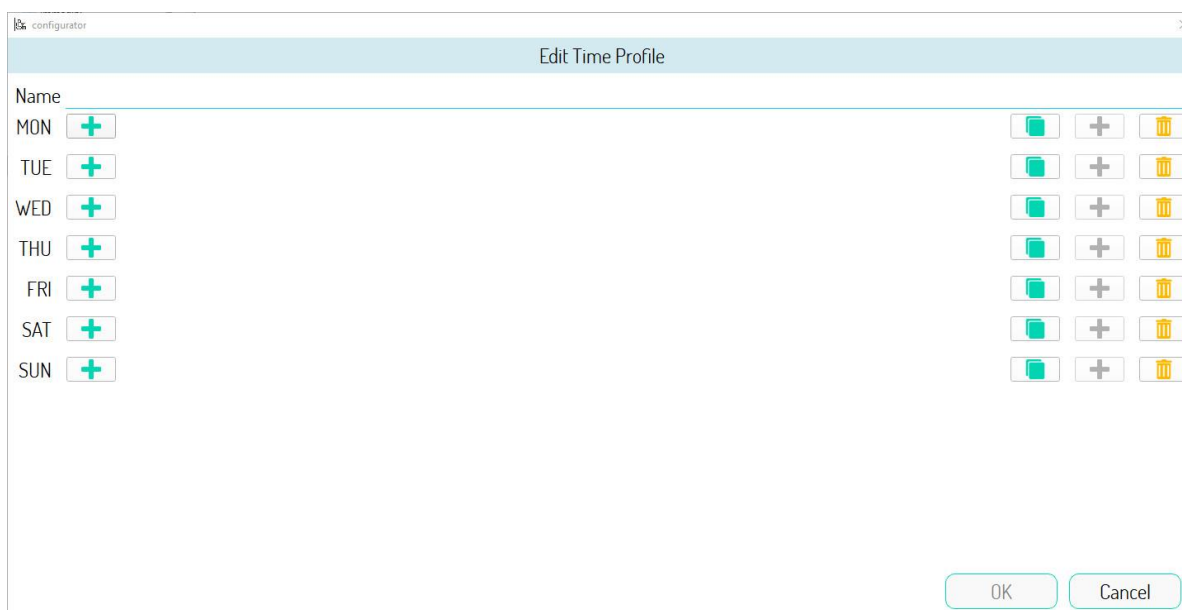 configurator
Edit Time Profile
Name
MON
TUE
WED
THU
FRI
SAT
SUN
OK Cancel